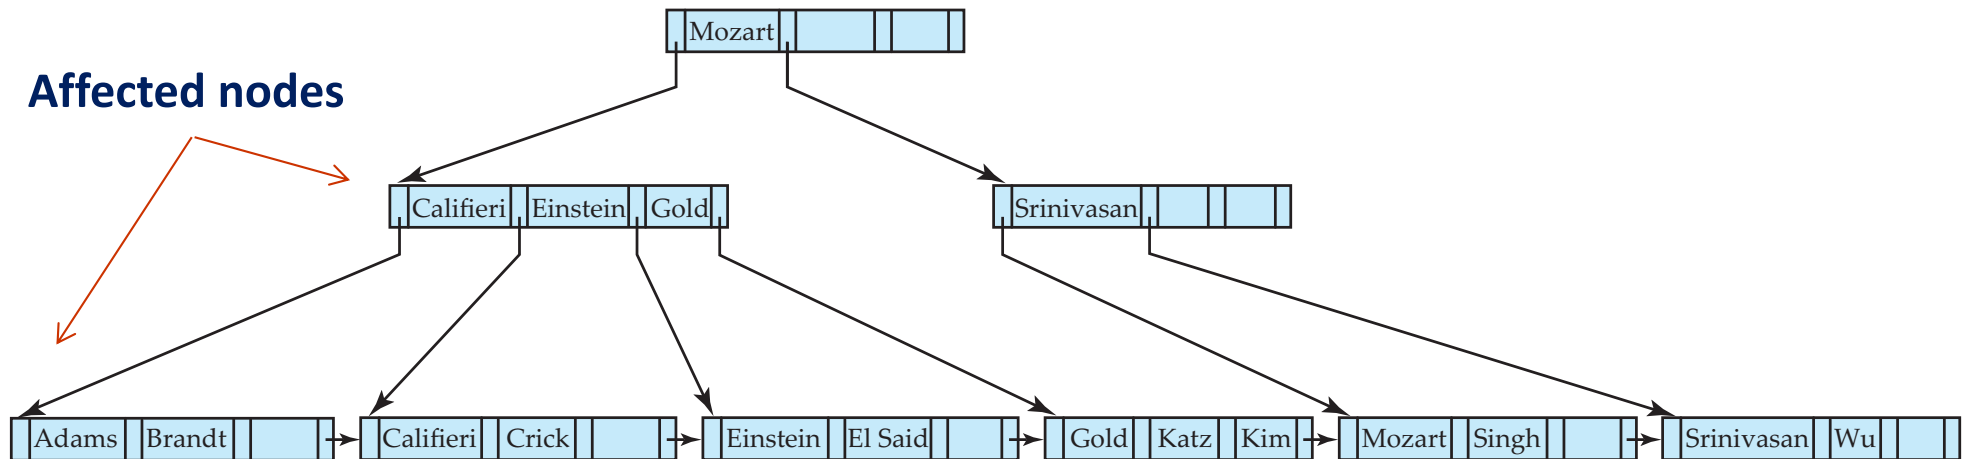 Mozart
Affected nodes
Califieri Einstein Gold
Srinivasan
Adams Brandt
Califieri Crick
Einstein El Said
Gold Katz Kim
Mozart Singh
Srinivasan Wu